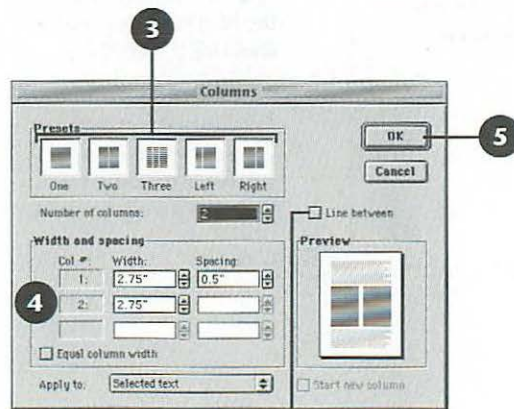 3
Columns
Presets
One Two Three Left Right
OK
5
Cancel
Number of columns: 2
Line between
Width and spacing
Col #: Width: Spacing:
1: 2.75" 0.5"
4
2: 2.75"
Equal column width
Preview
Apply to: Selected text
Start new column